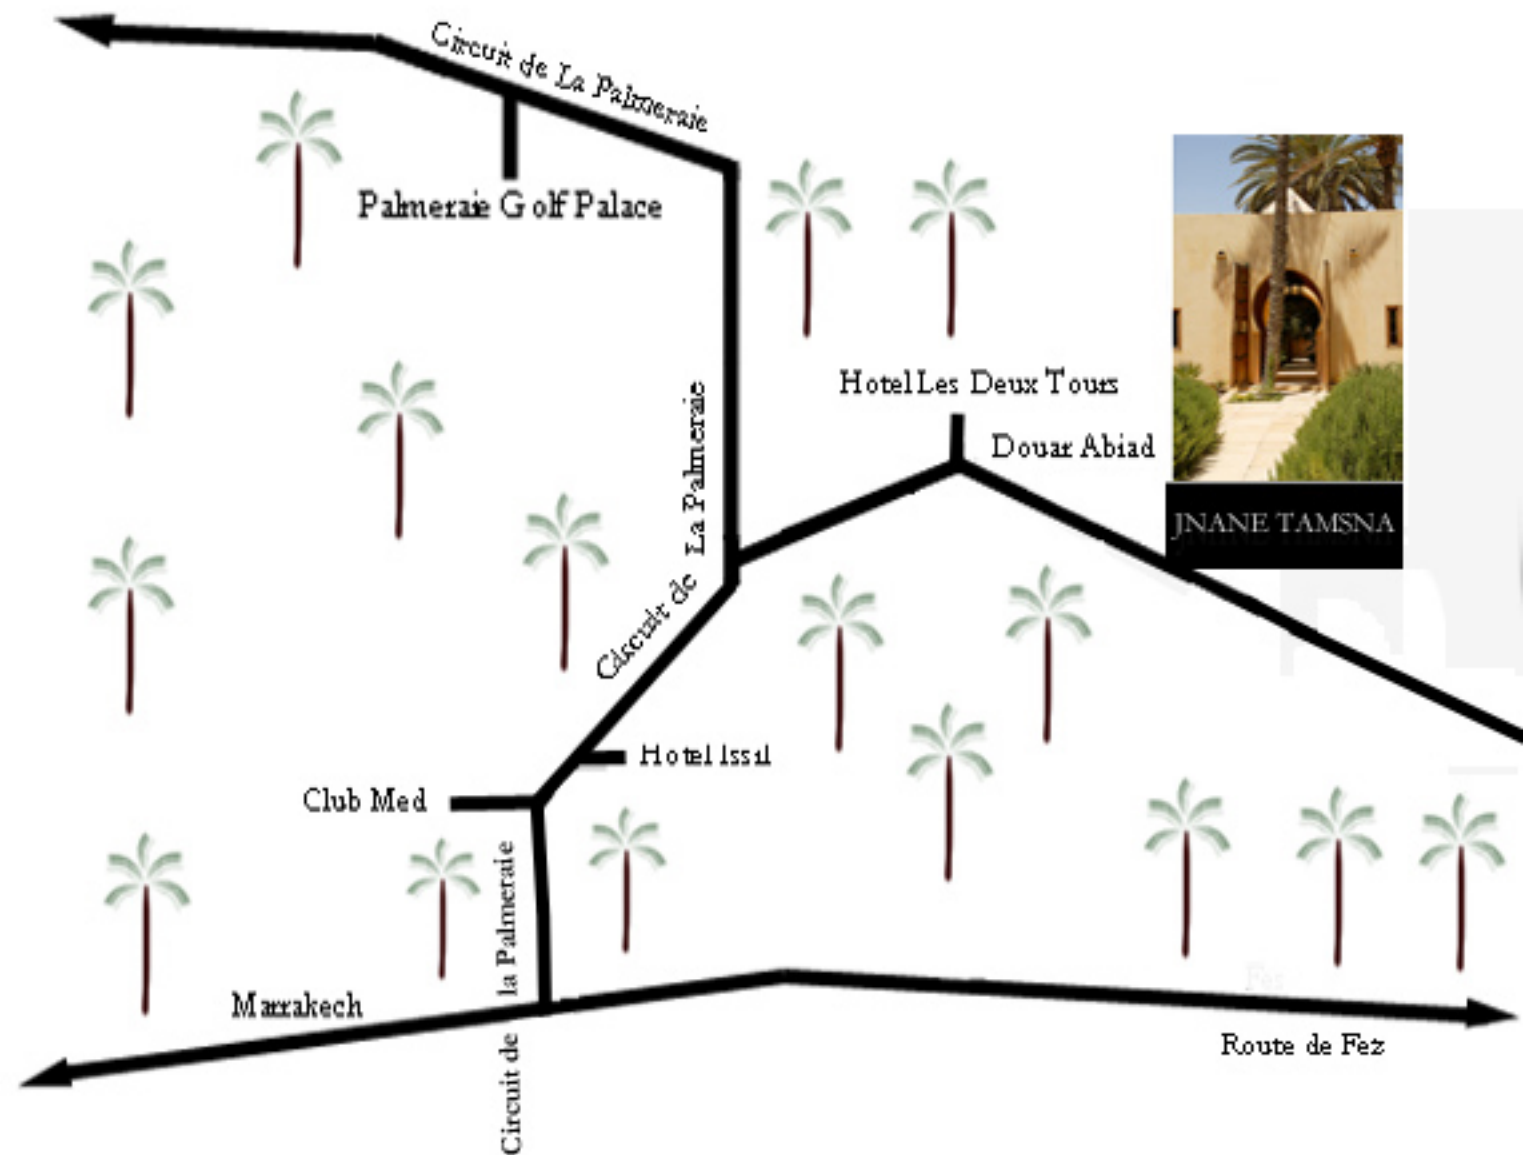 Circuit de La Palmeraie
Palmeraie Golf Palace
Hotel Les Deux Tours
Douar Abiad
JNANE TAMSNA
Circuit de La Palmeraie
Hotel Issil
Club Med
Circuit de la Palmeraie
Marrakech
Fes
Route de Fez